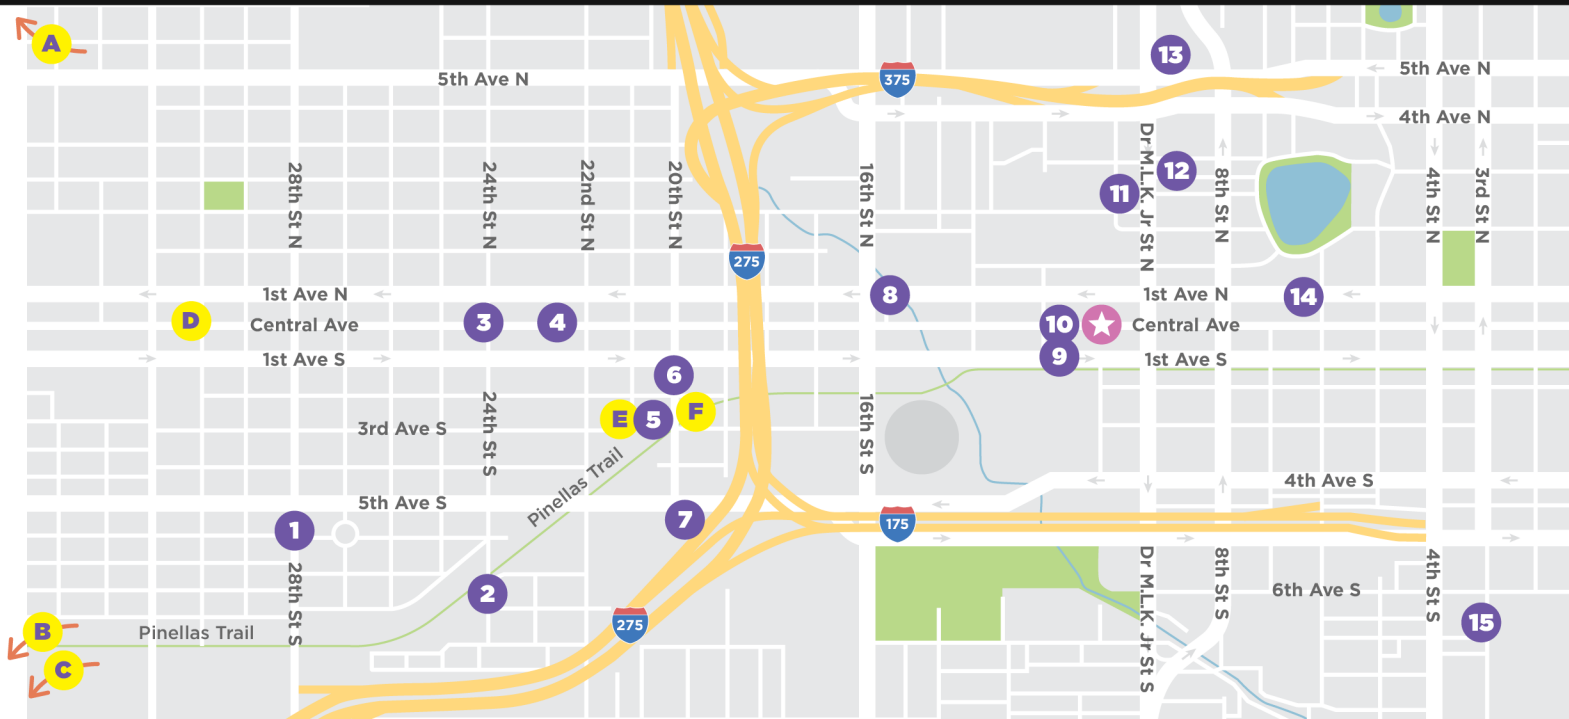 A
5th Ave N
375
13
5th Ave N
4th Ave N
28th St N
24th St N
22nd St N
20th St N
16th St N
Dr M.L.K. Jr St N
12
11
8th St N
4th St N
3rd St N
275
1st Ave N
8
1st Ave N
14
D
Central Ave
3
4
10
Central Ave
1st Ave S
9
1st Ave S
6
E
5
F
24th St S
3rd Ave S
16th St S
Pinellas Trail
5th Ave S
4th Ave S
1
7
175
28th St S
2
Dr M.L.K. Jr St S
8th St S
6th Ave S
4th St S
15
275
B
Pinellas Trail
C